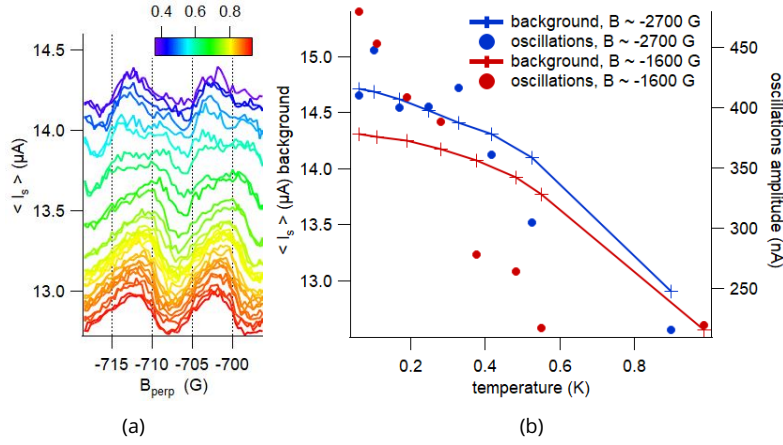 0.4 0.6 0.8
14.5
14.0
13.5
13.0
< I_s > (µA)
-715 -710 -705 -700
B_perp (G)
(a)
background, B ~ -2700 G
oscillations, B ~ -2700 G
background, B ~ -1600 G
oscillations, B ~ -1600 G
15.0
14.5
14.0
13.5
13.0
< I_s > (µA) background
450
400
350
300
250
oscillations amplitude (nA)
0.2 0.4 0.6 0.8
temperature (K)
(b)